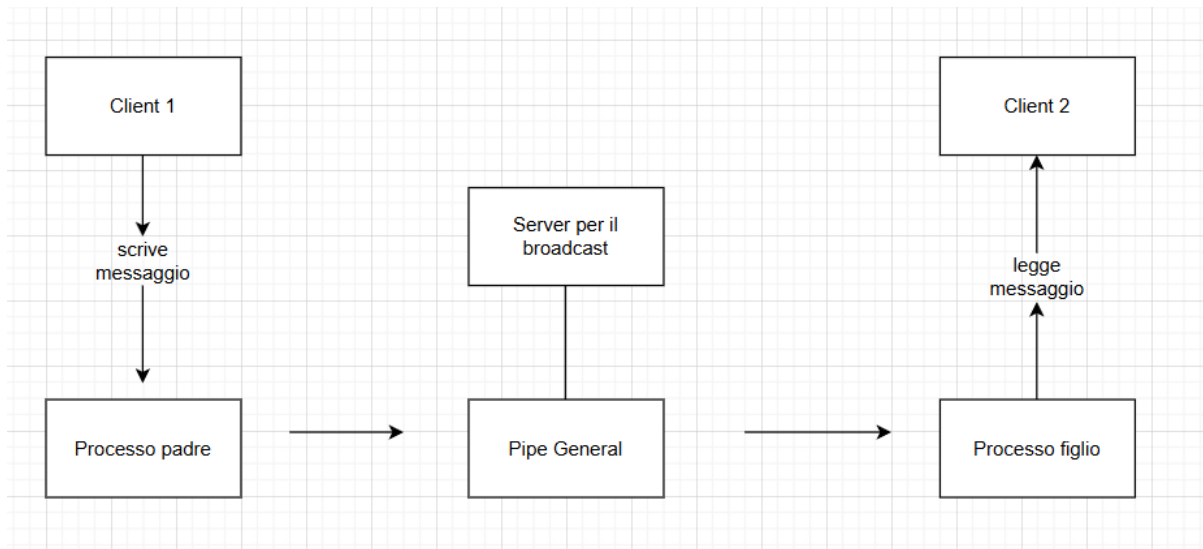 Client 1
Client 2
Server per il
broadcast
scrive
messaggio
legge
messaggio
Processo padre
Pipe General
Processo figlio